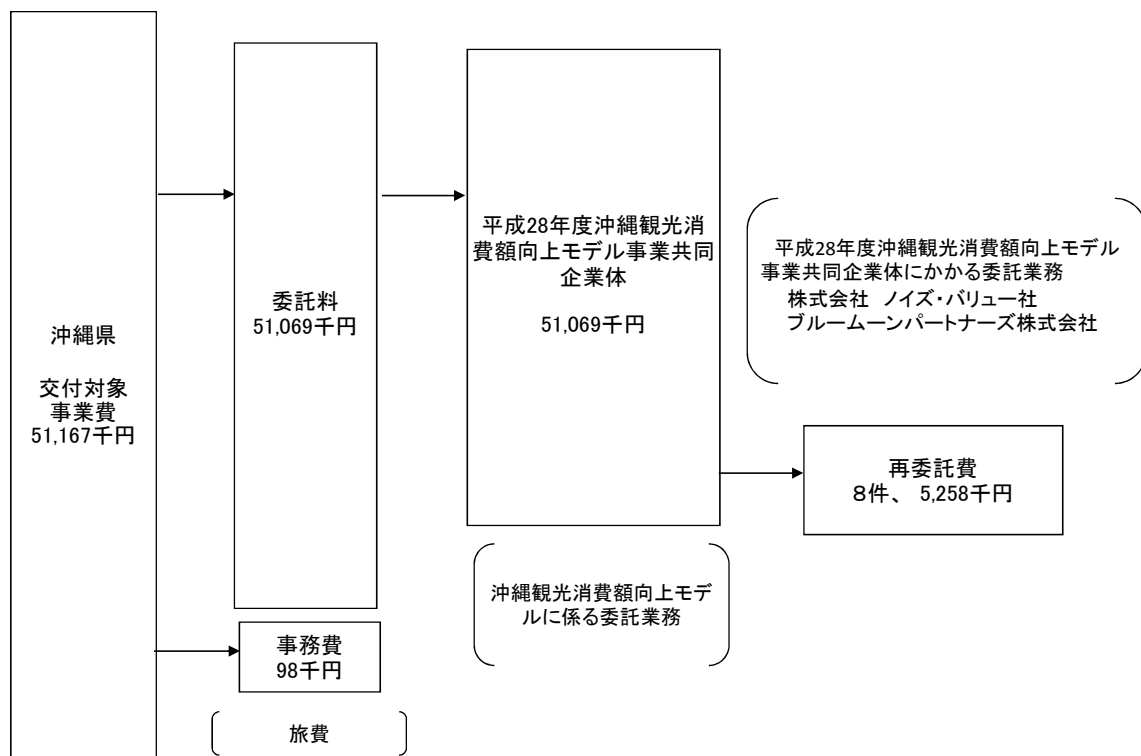 沖縄県
交付対象
事業費
51,167千円
委託料
51,069千円
事務費
98千円
旅費
平成28年度沖縄観光消
費額向上モデル事業共同
企業体
51,069千円
沖縄観光消費額向上モデ
ルに係る委託業務
平成28年度沖縄観光消費額向上モデル
事業共同企業体にかかる委託業務
株式会社 ノイズ・バリュー社
ブルームーンパートナーズ株式会社
再委託費
８件、 5,258千円